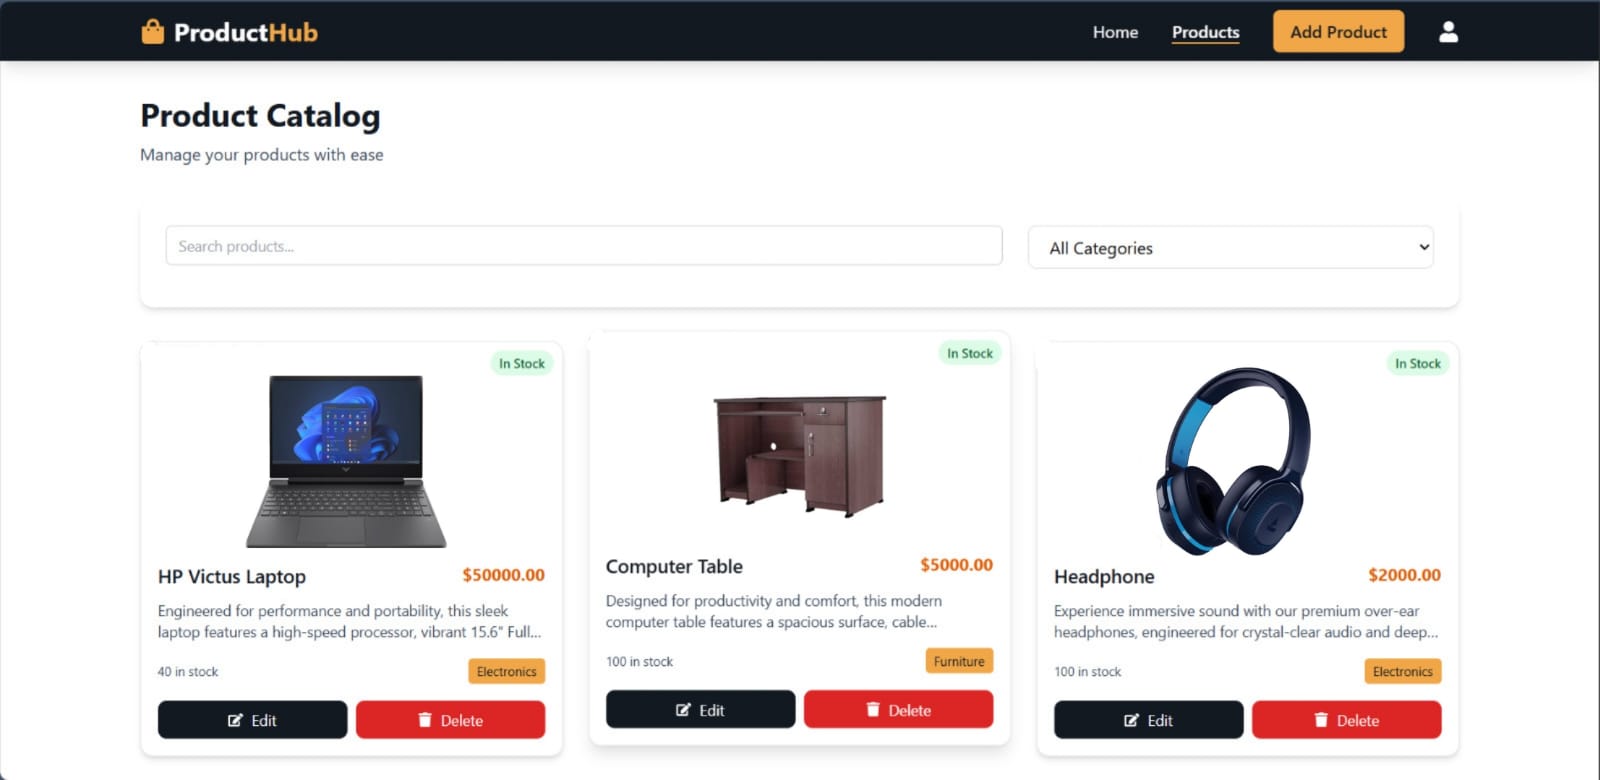 ProductHub
Home
Products
Add Product
Product Catalog
Manage your products with ease
Search products...
All Categories
In Stock
HP Victus Laptop
$50000.00
Engineered for performance and portability, this sleek
laptop features a high-speed processor, vibrant 15.6" Full...
40 in stock
Electronics
Edit
Delete
In Stock
Computer Table
$5000.00
Designed for productivity and comfort, this modern
computer table features a spacious surface, cable...
100 in stock
Furniture
Edit
Delete
In Stock
Headphone
$2000.00
Experience immersive sound with our premium over-ear
headphones, engineered for crystal-clear audio and deep...
100 in stock
Electronics
Edit
Delete